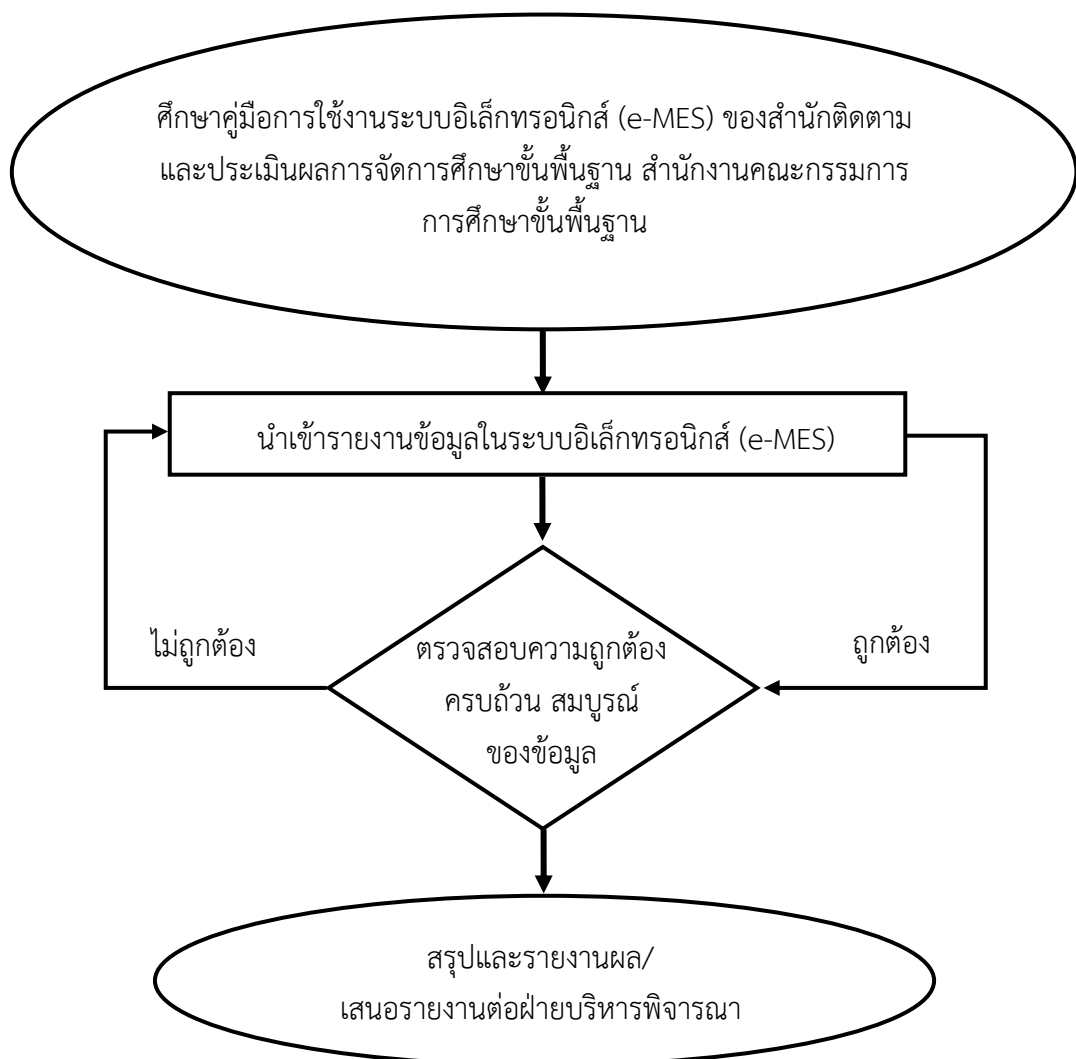 ศึกษาคู่มือการใช้งานระบบอิเล็กทรอนิกส์ (e-MES) ของสำนักติดตาม
และประเมินผลการจัดการศึกษาขั้นพื้นฐาน สำนักงานคณะกรรมการ
การศึกษาขั้นพื้นฐาน
นำเข้ารายงานข้อมูลในระบบอิเล็กทรอนิกส์ (e-MES)
ไม่ถูกต้อง
ตรวจสอบความถูกต้อง
ครบถ้วน สมบูรณ์
ของข้อมูล
ถูกต้อง
สรุปและรายงานผล/
เสนอรายงานต่อฝ่ายบริหารพิจารณา